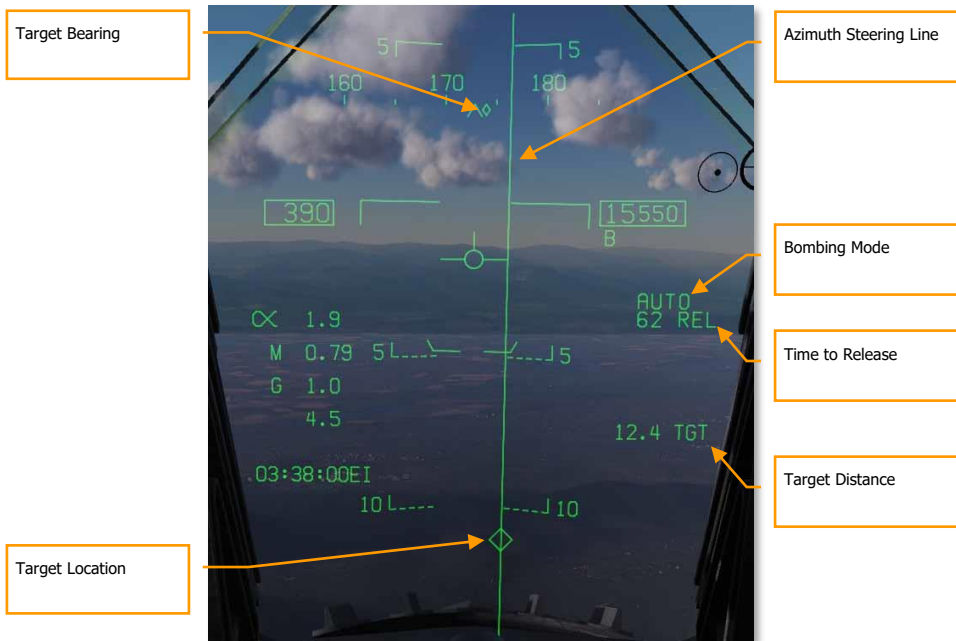 Target Bearing
Azimuth Steering Line
5 5
160 170 180
390 15550
B
Bombing Mode
AUTO
62 REL
α 1.9
M 0.79 5 5
G 1.0
4.5
Time to Release
12.4 TGT
03:38:00EI
Target Distance
10 10
Target Location